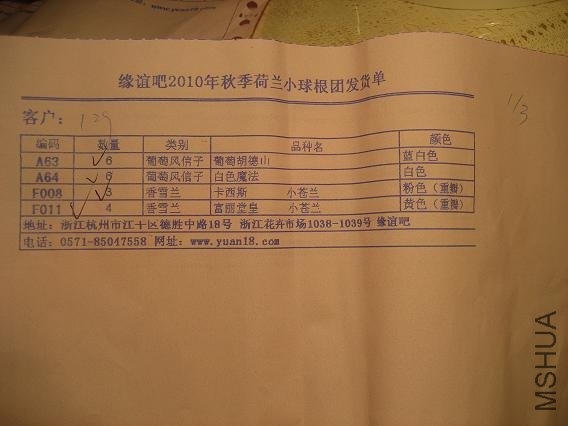 缘谊吧2010年秋季荷兰小球根团发货单
客户: 129
1/3
编码 数量 类别 品种名 颜色
A63 6 葡萄风信子 葡萄胡德山 蓝白色
A64 6 葡萄风信子 白色魔法 白色
F008 3 香雪兰 卡西斯 小苍兰 粉色(重瓣)
F011 4 香雪兰 富丽堂皇 小苍兰 黄色(重瓣)
地址: 浙江杭州市江干区德胜中路18号 浙江花卉市场1038-1039号 缘谊吧
电话: 0571-85047558 网址: www.yuan18.com
MSHUA